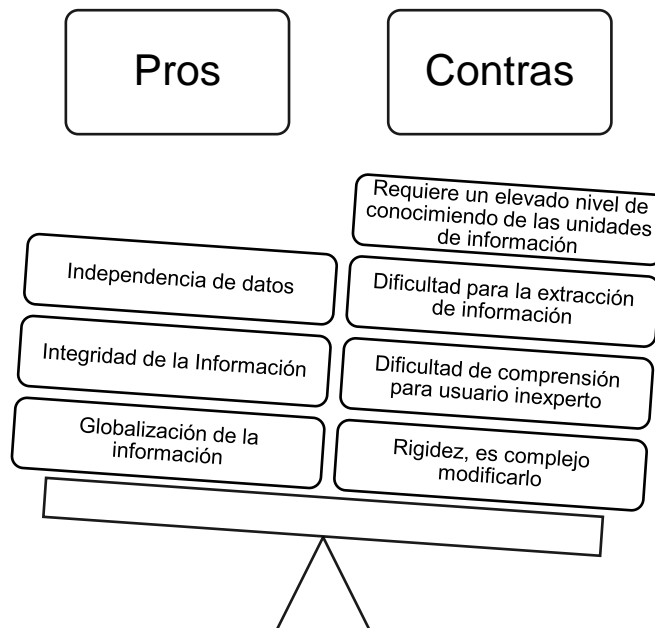 Pros
Contras
Requiere un elevado nivel de
conocimiendo de las unidades
de información
Independencia de datos
Dificultad para la extracción
de información
Integridad de la Información
Dificultad de comprensión
para usuario inexperto
Globalización de la
información
Rigidez, es complejo
modificarlo